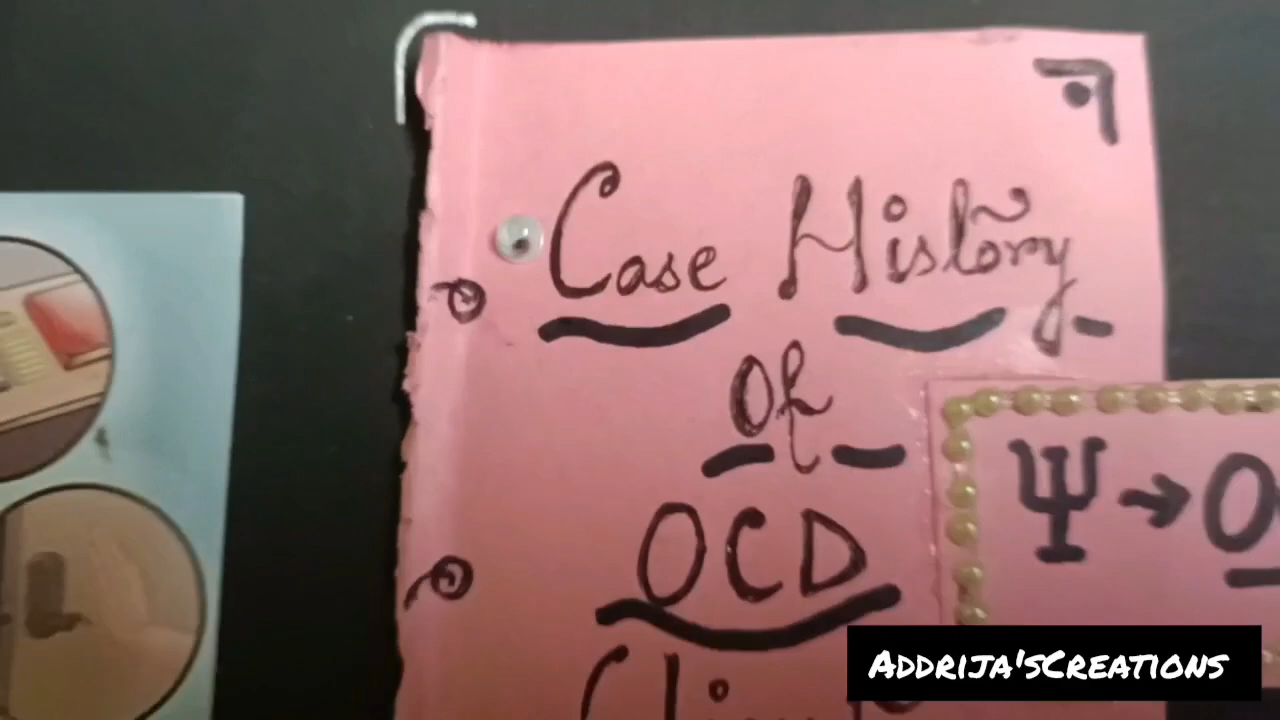 Case History
Of
OCD
Ψ →
ADDRIJA'SCREATIONS